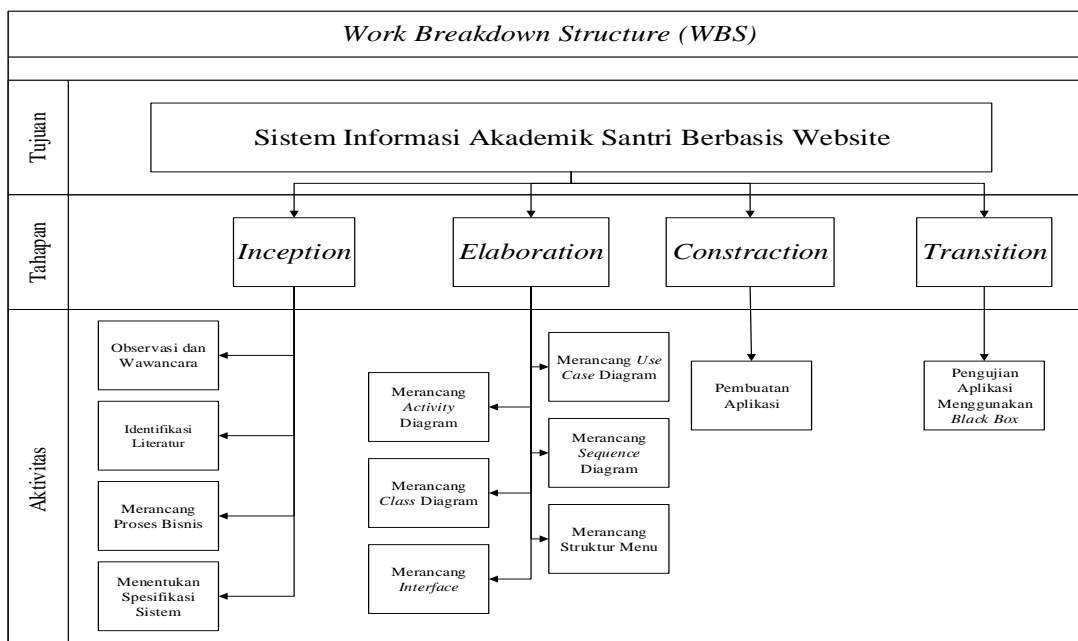 Work Breakdown Structure (WBS)
Tujuan
Sistem Informasi Akademik Santri Berbasis Website
Tahapan
Inception
Elaboration
Constraction
Transition
Aktivitas
Observasi dan
Wawancara
Identifikasi
Literatur
Merancang
Proses Bisnis
Menentukan
Spesifikasi
Sistem
Merancang Use
Case Diagram
Merancang
Activity
Diagram
Merancang
Sequence
Diagram
Merancang
Class Diagram
Merancang
Struktur Menu
Merancang
Interface
Pembuatan
Aplikasi
Pengujian
Aplikasi
Menggunakan
Black Box